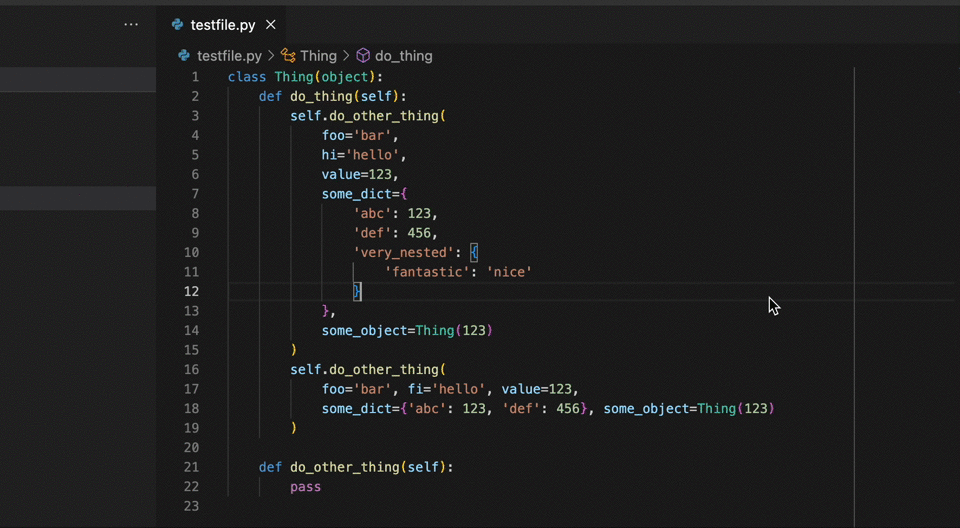 ...
testfile.py ×
testfile.py > Thing > do_thing
1 class Thing(object):
2     def do_thing(self):
3         self.do_other_thing(
4             foo='bar',
5             hi='hello',
6             value=123,
7             some_dict={
8                 'abc': 123,
9                 'def': 456,
10                 'very_nested': {
11                     'fantastic': 'nice'
12                 }
13             },
14             some_object=Thing(123)
15         )
16         self.do_other_thing(
17             foo='bar', fi='hello', value=123,
18             some_dict={'abc': 123, 'def': 456}, some_object=Thing(123)
19         )
20
21     def do_other_thing(self):
22         pass
23